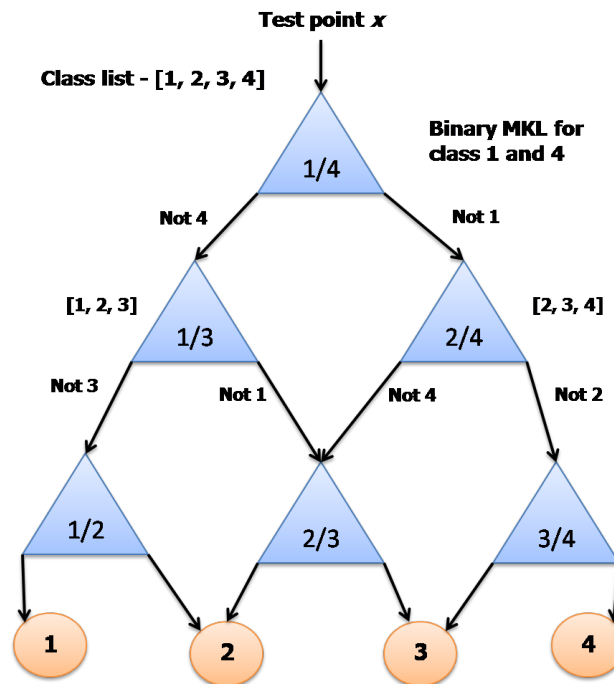 Test point x
Class list - [1, 2, 3, 4]
Binary MKL for
class 1 and 4
1/4
Not 4
Not 1
[1, 2, 3]
[2, 3, 4]
1/3
2/4
Not 3
Not 1
Not 4
Not 2
1/2
2/3
3/4
1
2
3
4